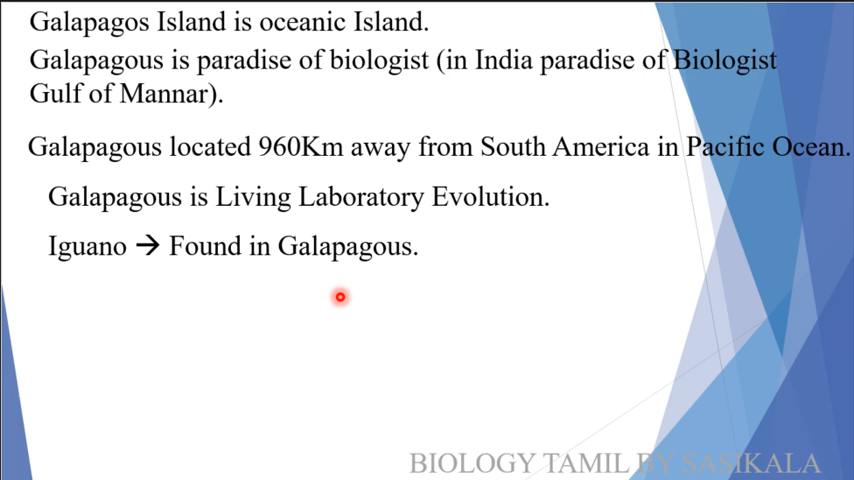 Galapagos Island is oceanic Island.
Galapagous is paradise of biologist (in India paradise of Biologist
Gulf of Mannar).
Galapagous located 960Km away from South America in Pacific Ocean.
Galapagous is Living Laboratory Evolution.
Iguano → Found in Galapagous.
BIOLOGY TAMIL BY SASIKALA